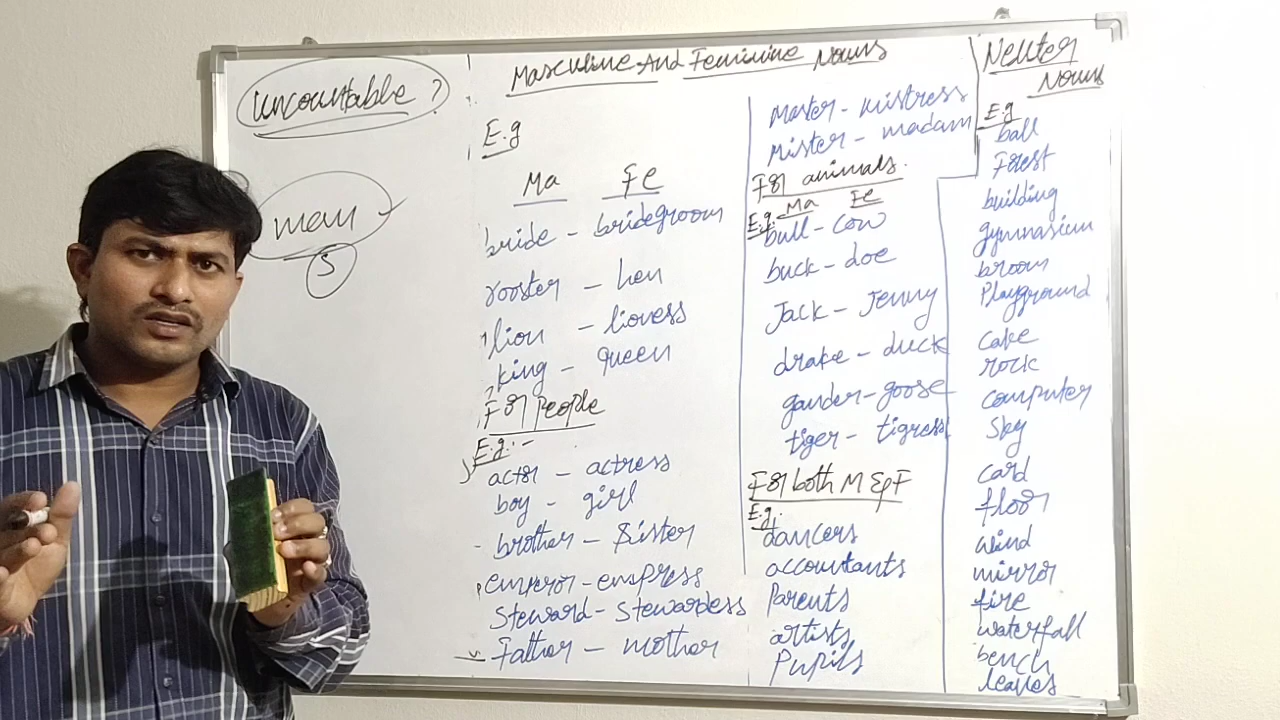 uncountable ?
man
S
Masculine And Feminine Nouns
E.g
Ma Fe
bride - bridegroom
rooster - hen
lion - lioness
king - queen
For People
E.g:-
actor - actress
boy - girl
brother - Sister
emperor - empress
Steward - Stewardess
Father - mother
Master - mistress
Mister - madam
For animals.
E.g. Ma Fe
bull - cow
buck - doe
Jack - Jenny
drake - duck
gander - goose
tiger - tigress
For both M & F
E.g.
dancers
accountants
Parents
artists
Pupils
Neuter
Nouns
E.g
ball
Forest
building
gymnasium
broom
Playground
Cake
rock
computer
Sky
card
floor
wind
mirror
fire
waterfall
bench
leaves